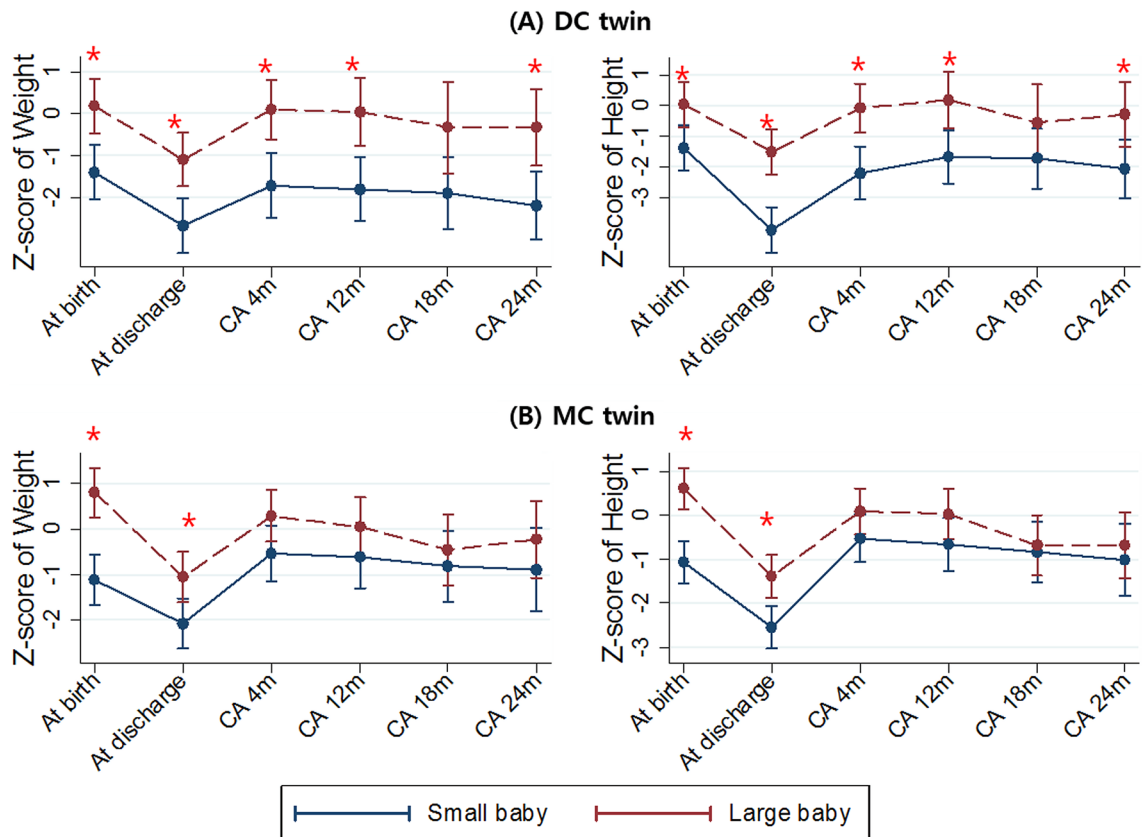 (A) DC twin
Z-score of Weight
1
0
-1
-2
*
*
*
*
*
At birth
At discharge
CA 4m
CA 12m
CA 18m
CA 24m
Z-score of Height
1
0
-1
-2
-3
*
*
*
*
*
At birth
At discharge
CA 4m
CA 12m
CA 18m
CA 24m
(B) MC twin
Z-score of Weight
1
0
-1
-2
*
*
At birth
At discharge
CA 4m
CA 12m
CA 18m
CA 24m
Z-score of Height
1
0
-1
-2
-3
*
*
At birth
At discharge
CA 4m
CA 12m
CA 18m
CA 24m
Small baby
Large baby